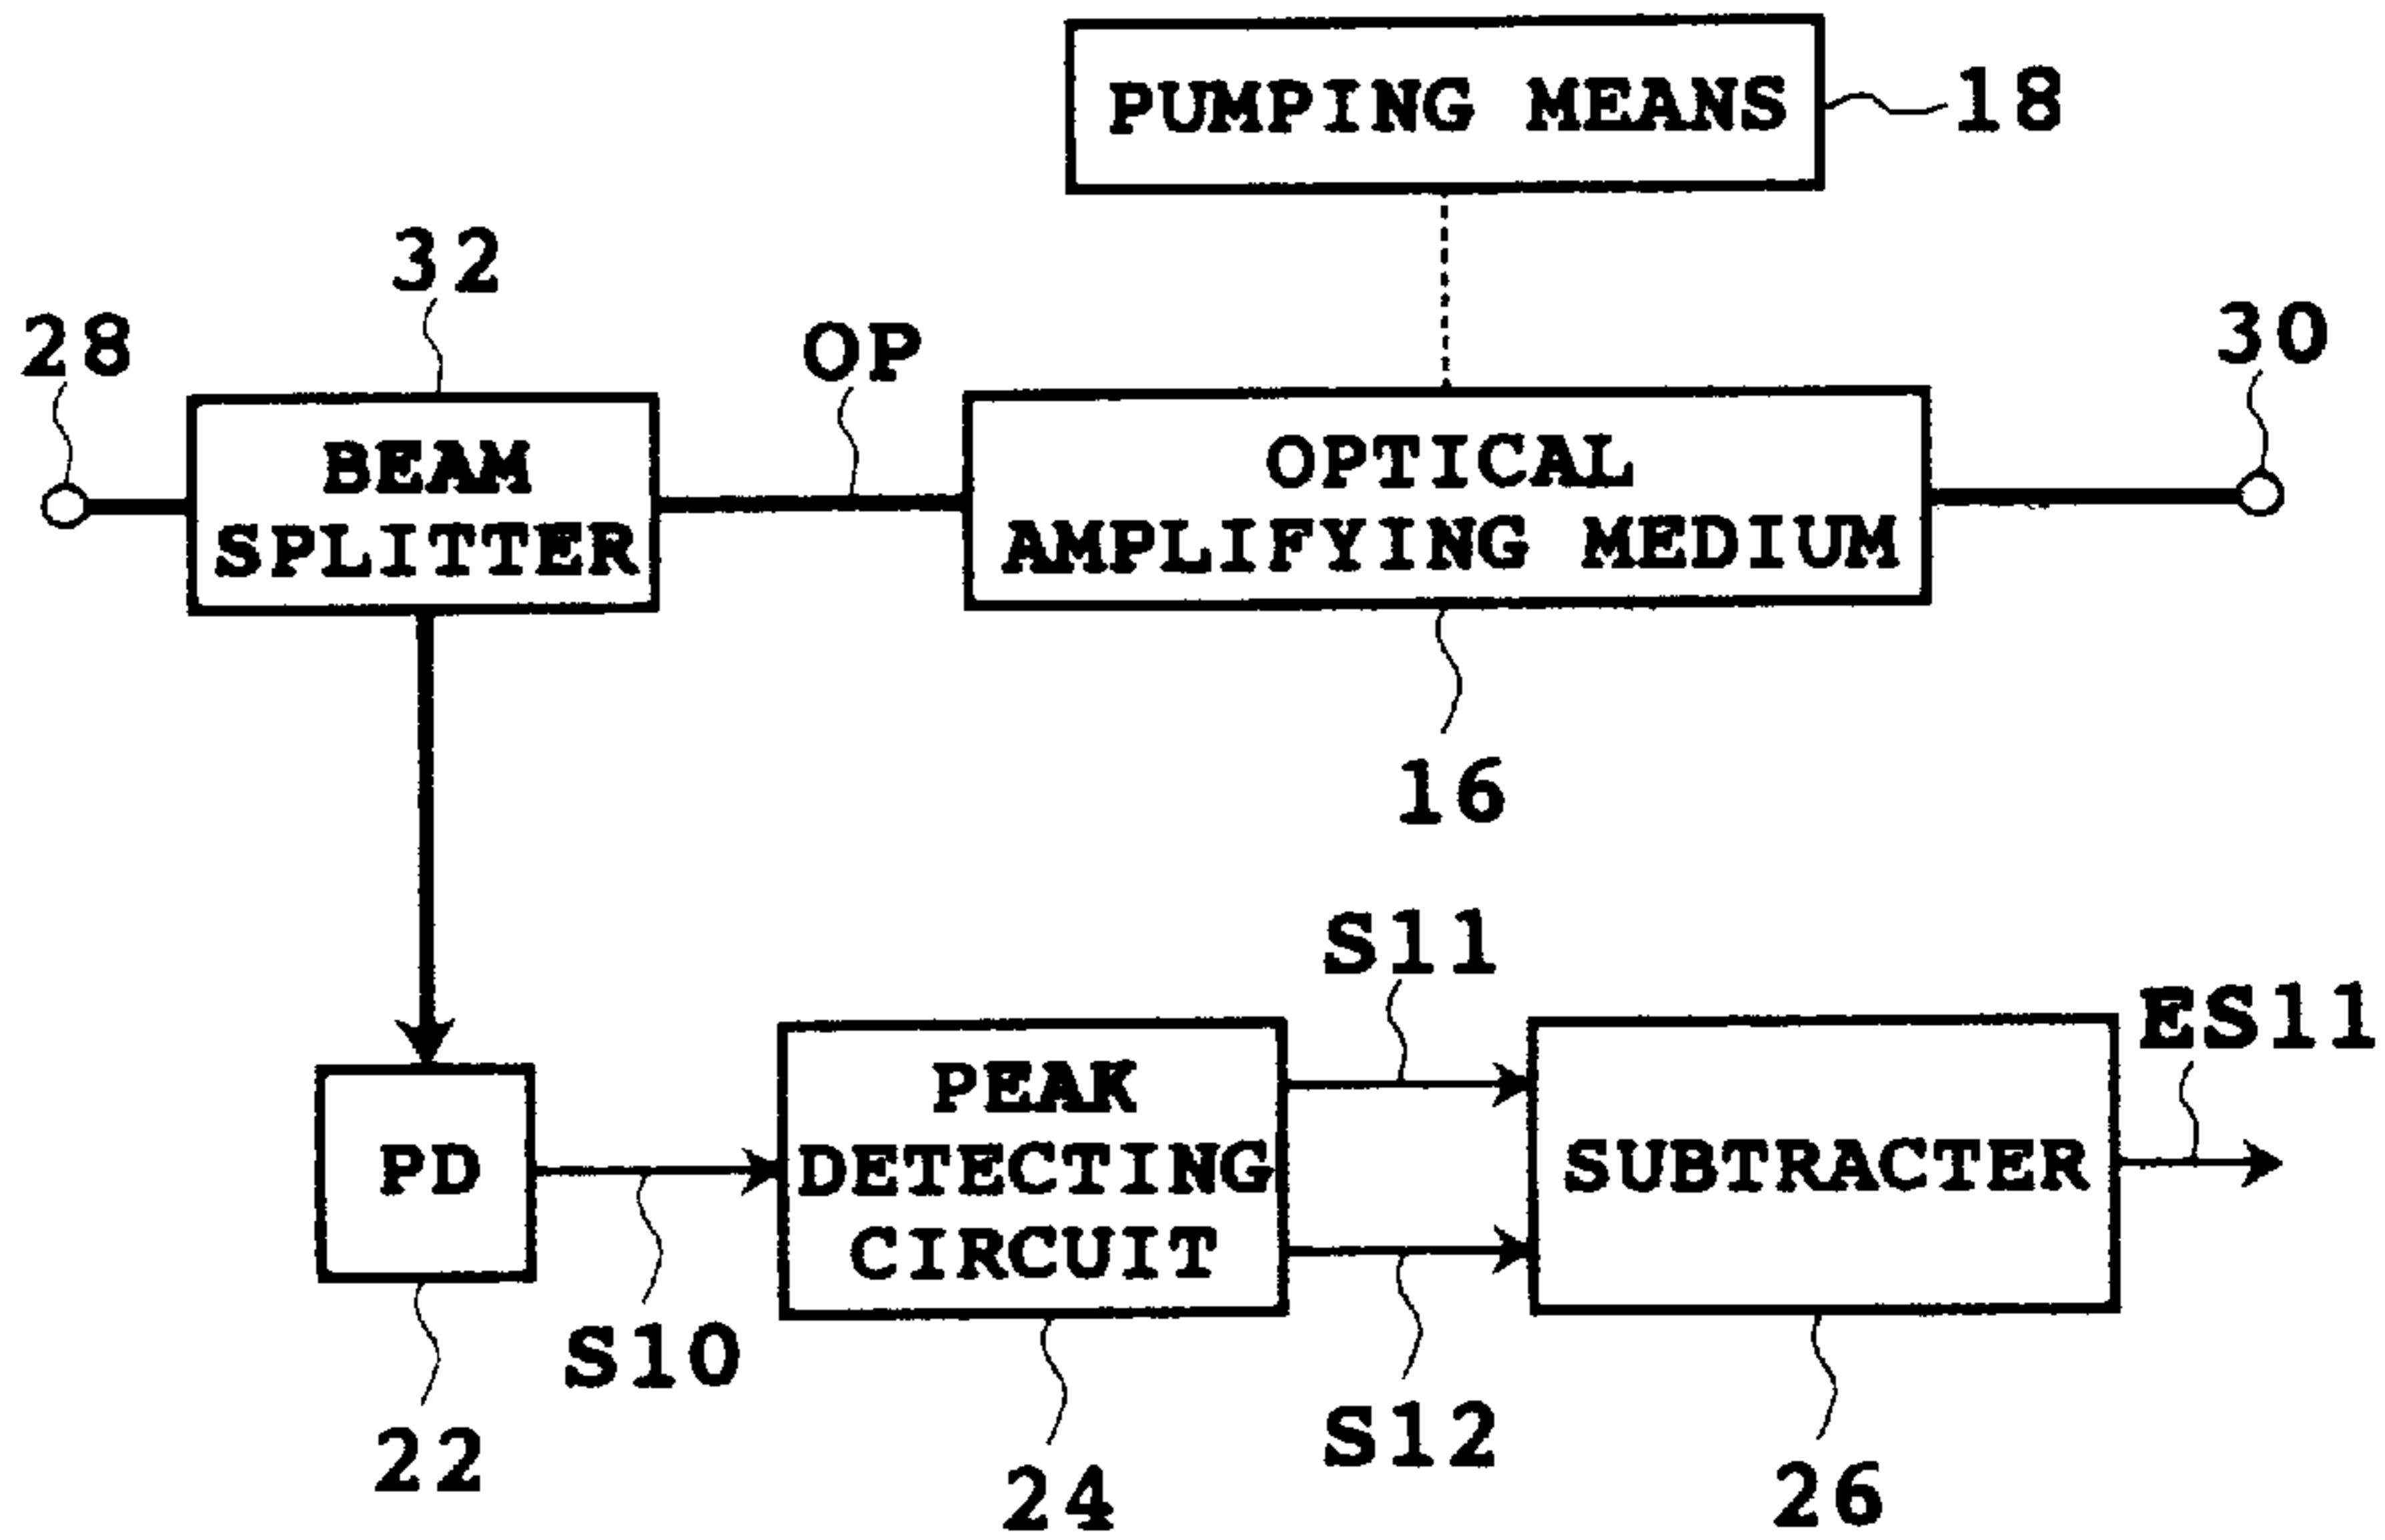 PUMPING MEANS
18
32
28
OP
30
BEAM
SPLITTER
OPTICAL
AMPLIFYING MEDIUM
16
S11
ES11
PEAK
DETECTING
CIRCUIT
PD
SUBTRACTER
S10
S12
22
24
26